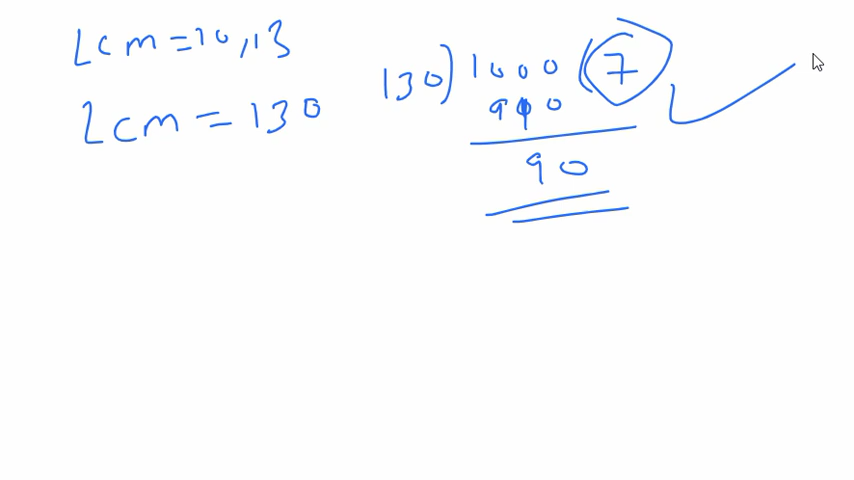 Lcm = 10, 13
Lcm = 130
130) 1000 (7
910
90